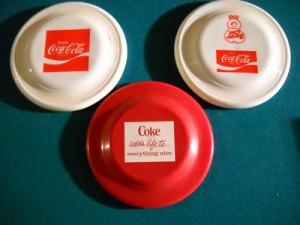 Enjoy
Coca-Cola
Coca-Cola
Coke
adds life to...
everything nice.